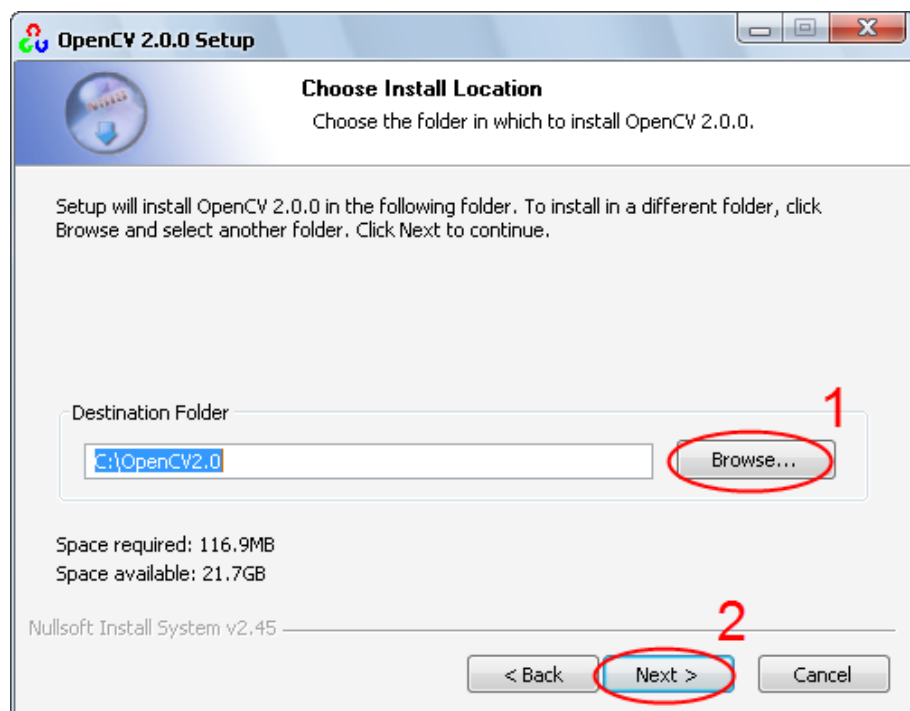 OpenCV 2.0.0 Setup
Choose Install Location
Choose the folder in which to install OpenCV 2.0.0.
Setup will install OpenCV 2.0.0 in the following folder. To install in a different folder, click
Browse and select another folder. Click Next to continue.
1
Destination Folder
C:\OpenCV2.0
Browse...
Space required: 116.9MB
Space available: 21.7GB
2
Nullsoft Install System v2.45
< Back
Next >
Cancel